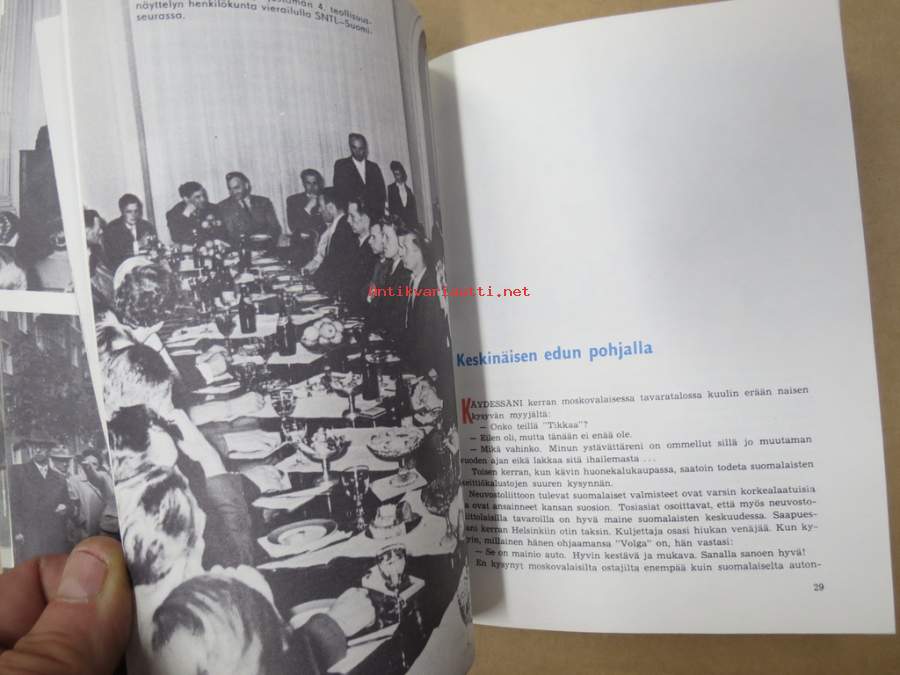 4. teollisuus-
näyttelyn henkilökunta vierailulla SNTL–Suomi-
seurassa.
antikvariaatti.net
Keskinäisen edun pohjalla
KÄYDESSÄNI kerran moskovalaisessa tavaratalossa kuulin erään naisen
kysyvän myyjältä:
— Onko teillä "Tikkaa"?
— Eilen oli, mutta tänään ei enää ole.
— Mikä vahinko. Minun ystävättäreni on ommellut sillä jo muutaman
vuoden ajan eikä lakkaa sitä ihailemasta . . .
Toisen kerran, kun kävin huonekalukaupassa, saatoin todeta suomalaisten
keittiökalustojen suuren kysynnän.
Neuvostoliittoon tulevat suomalaiset valmisteet ovat varsin korkealaatuisia
ja ovat ansainneet kansan suosion. Tosiasiat osoittavat, että myös neuvosto-
liittolaisilla tavaroilla on hyvä maine suomalaisten keskuudessa. Saapues-
sani kerran Helsinkiin otin taksin. Kuljettaja osasi hiukan venäjää. Kun ky-
syin, millainen hänen ohjaamansa "Volga" on, hän vastasi:
— Se on mainio auto. Hyvin kestävä ja mukava. Sanalla sanoen hyvä!
En kysynyt moskovalaisilta ostajilta enempää kuin suomalaiselta auton-
29